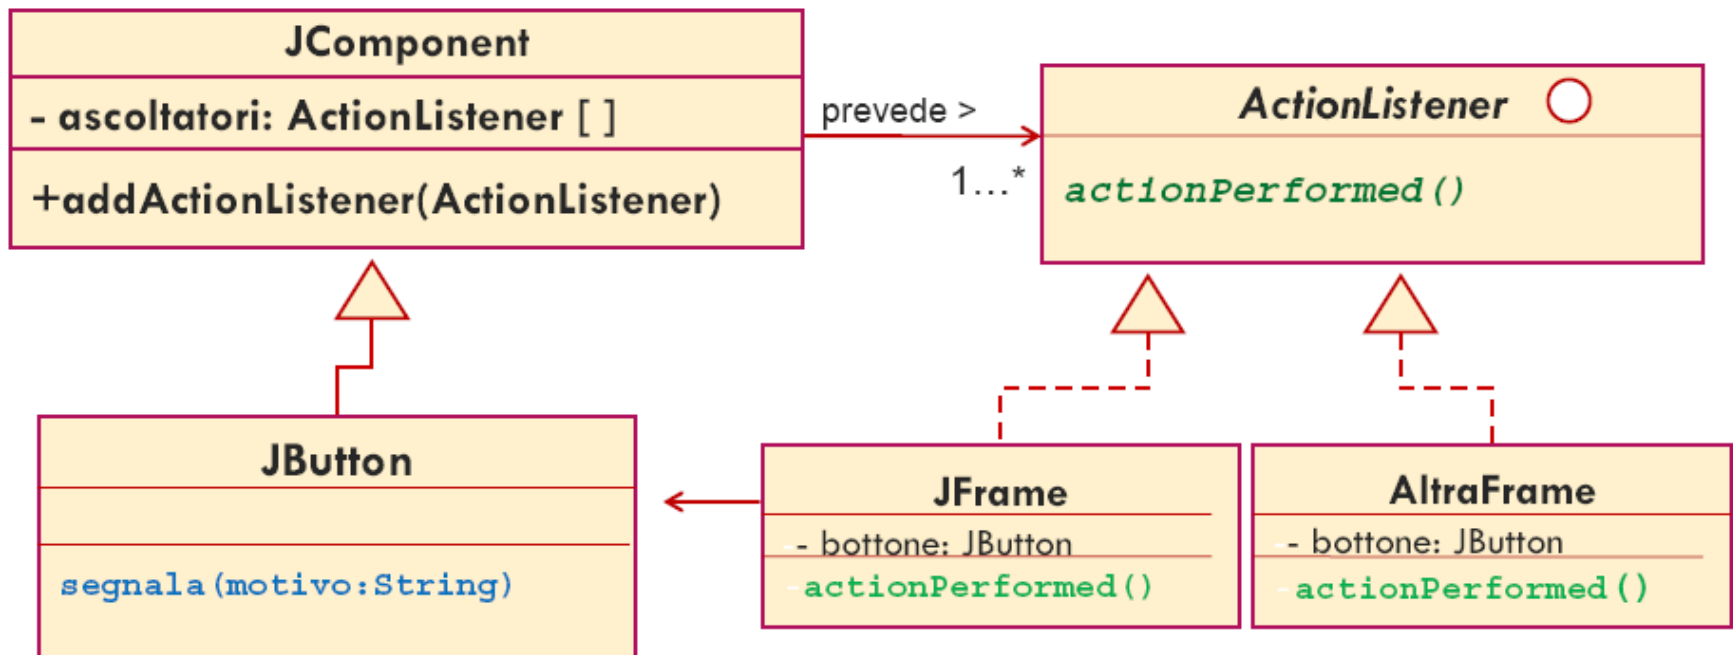 JComponent
- ascoltatori: ActionListener [ ]
+addActionListener(ActionListener)
prevede >
1...*
ActionListener
actionPerformed()
JButton
segnala(motivo:String)
JFrame
- bottone: JButton
actionPerformed()
AltraFrame
- bottone: JButton
actionPerformed()